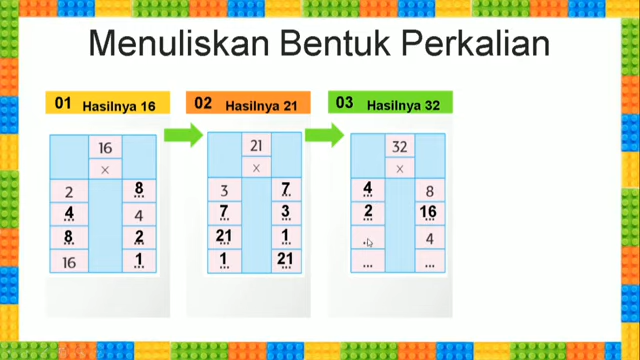 Menuliskan Bentuk Perkalian
01 Hasilnya 16
02 Hasilnya 21
03 Hasilnya 32
16
x
2 8
4 4
8 2
16 1
21
x
3 7
7 3
21 1
1 21
32
x
4 8
2 16
... 4
... ...